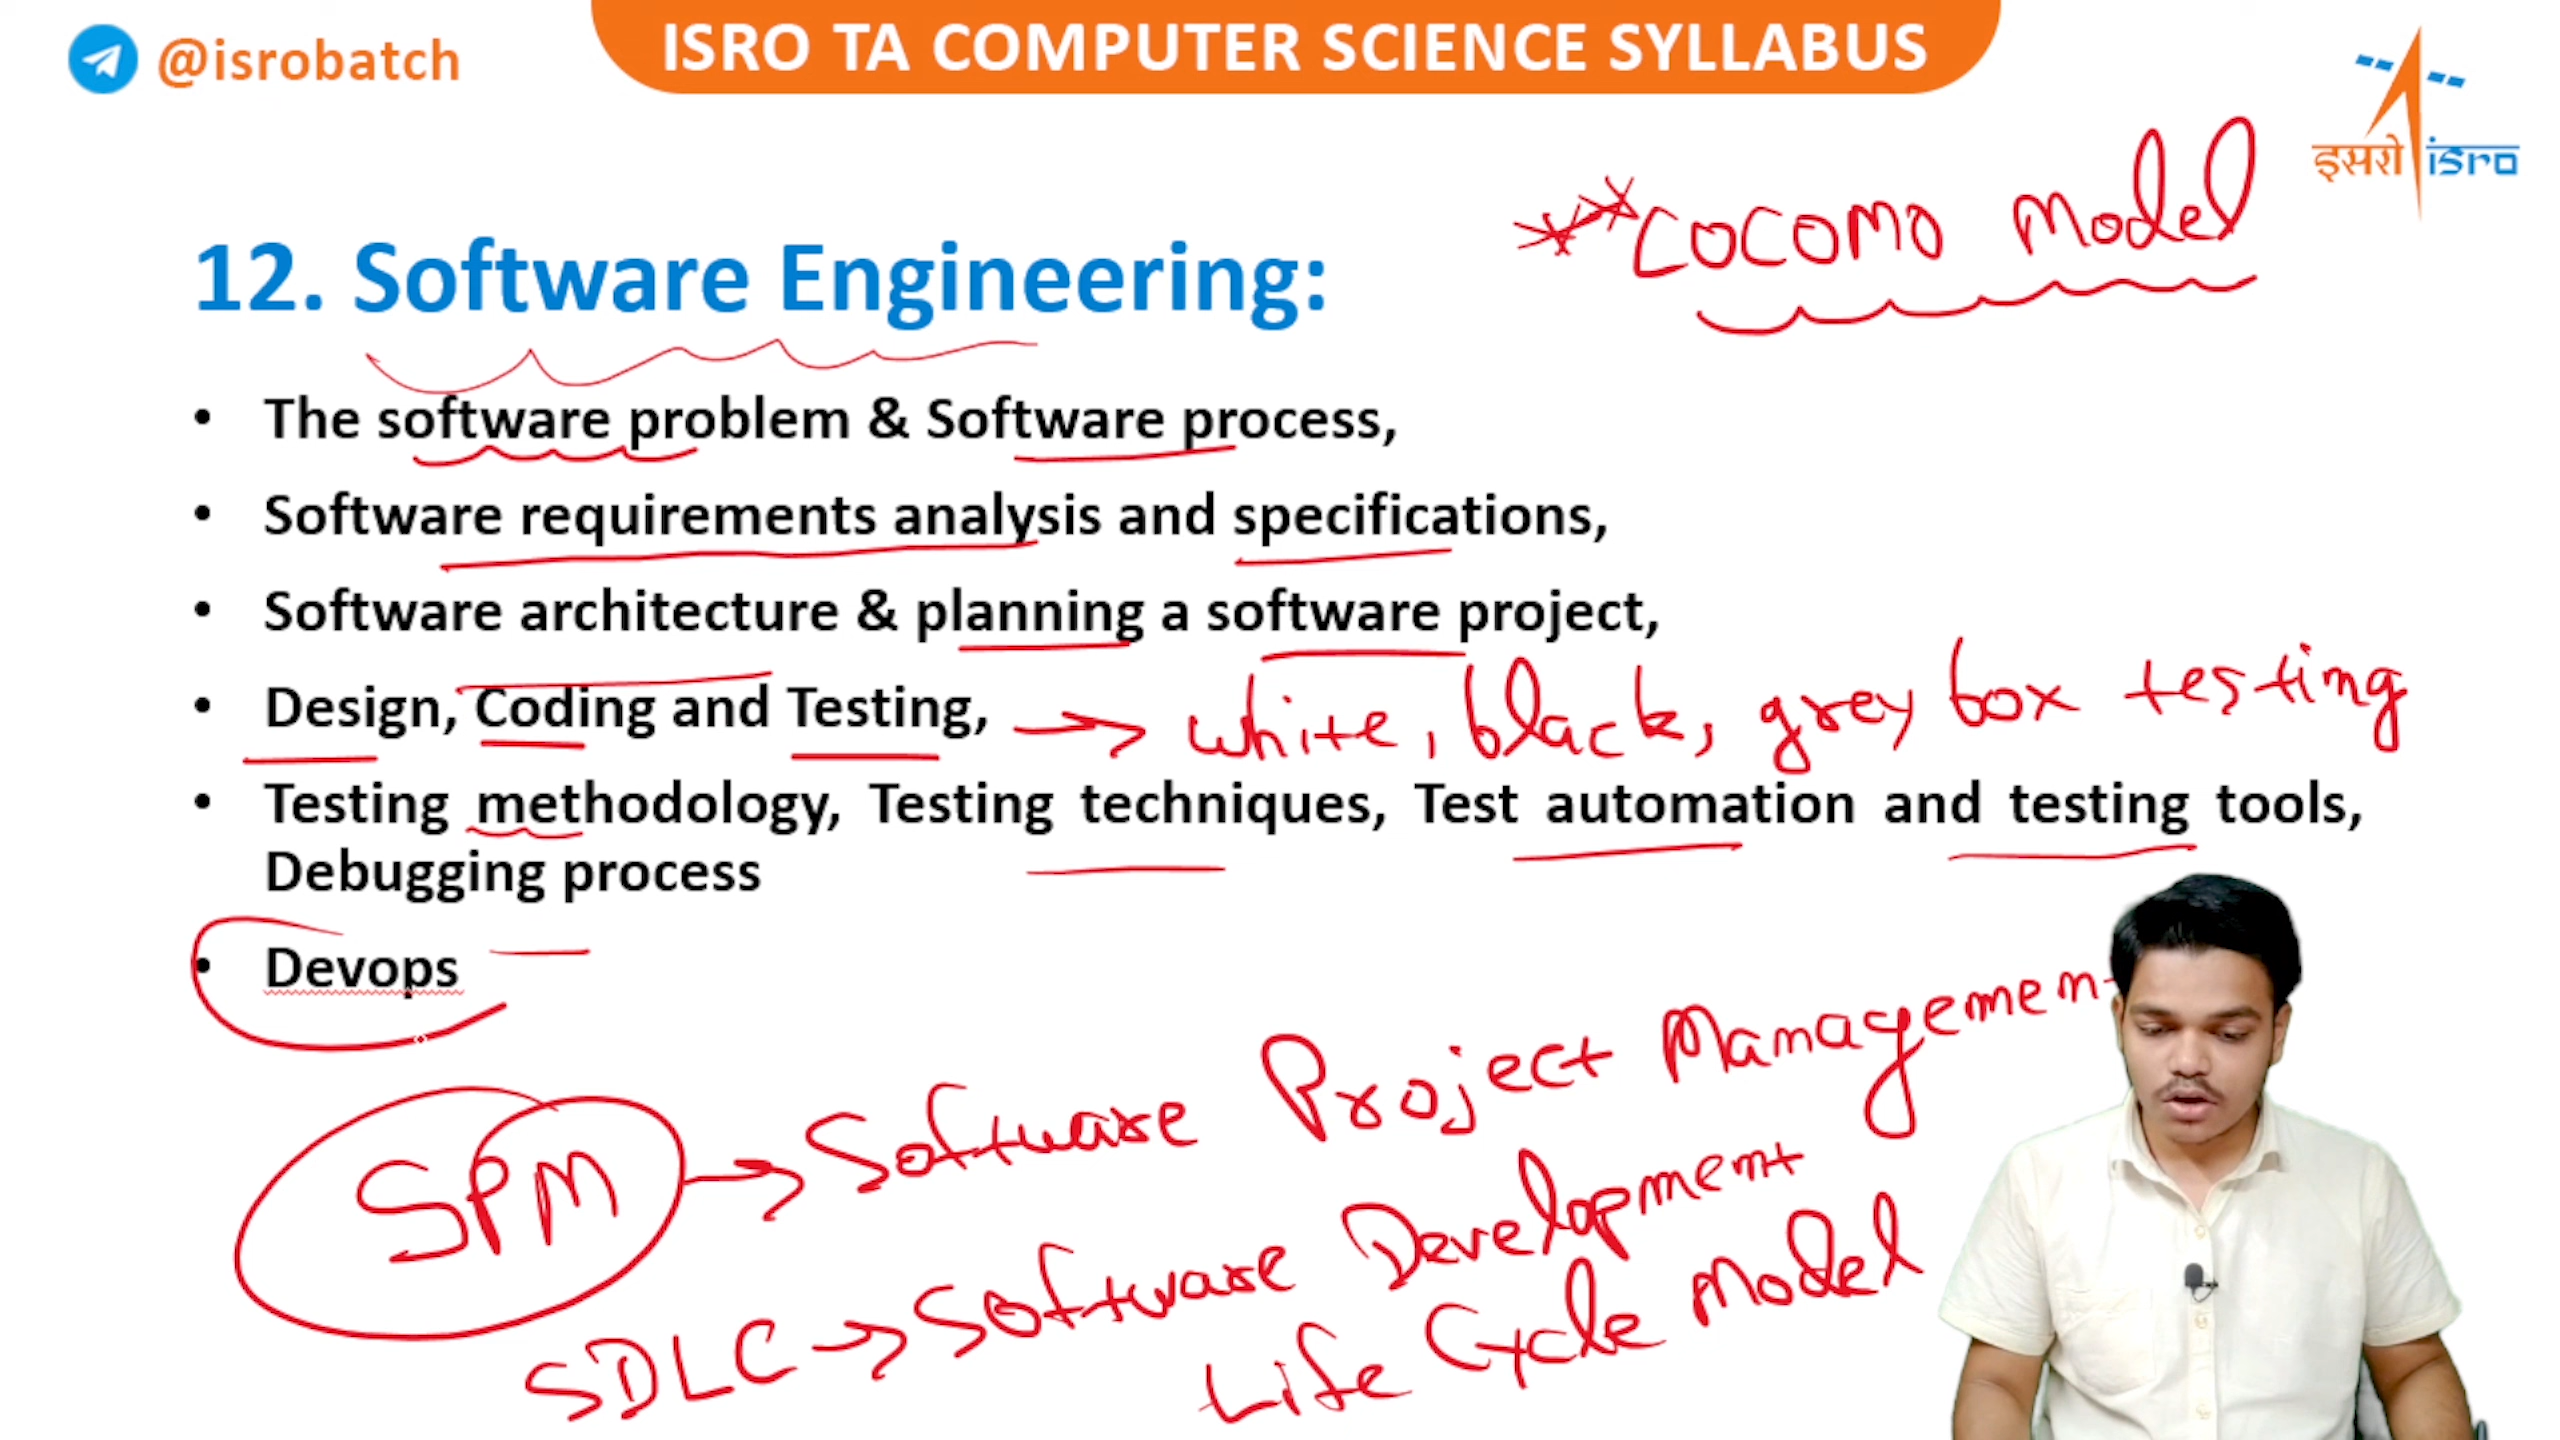 @isrobatch
ISRO TA COMPUTER SCIENCE SYLLABUS
इसरो isro
** COCOMO Model
12. Software Engineering:
• The software problem & Software process,
• Software requirements analysis and specifications,
• Software architecture & planning a software project,
• Design, Coding and Testing, → white, black, grey box testing
• Testing methodology, Testing techniques, Test automation and testing tools,
Debugging process
• Devops
SPM → Software Project Managemen
SDLC → Software Development
Life Cycle Model